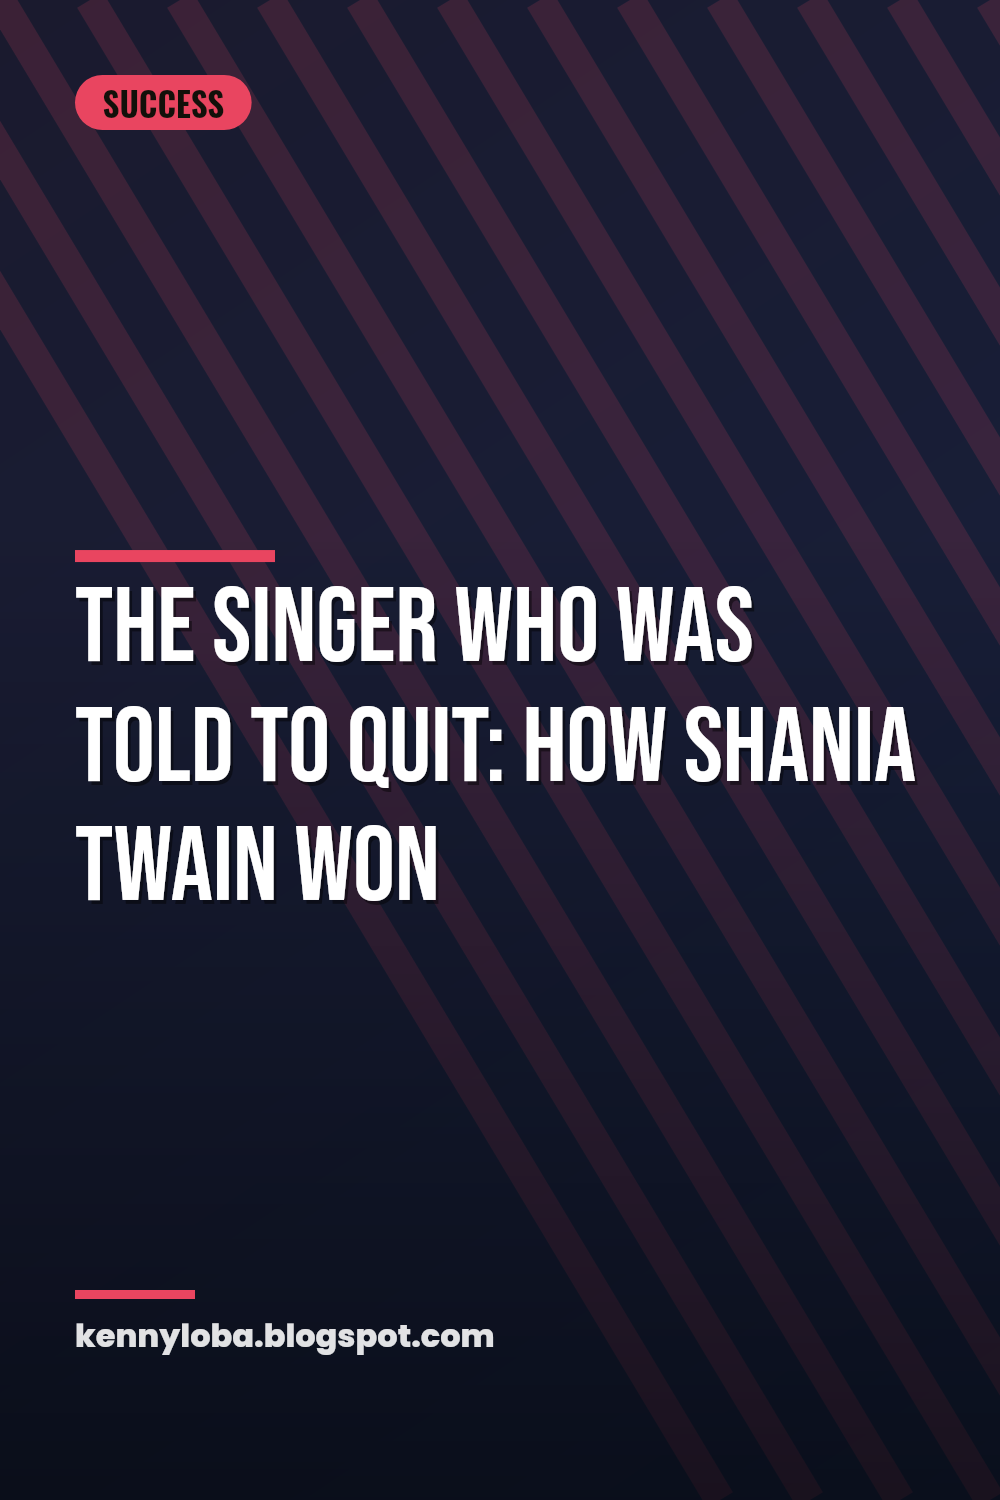 SUCCESS
THE SINGER WHO WAS
TOLD TO QUIT: HOW SHANIA
TWAIN WON
kennyloba.blogspot.com